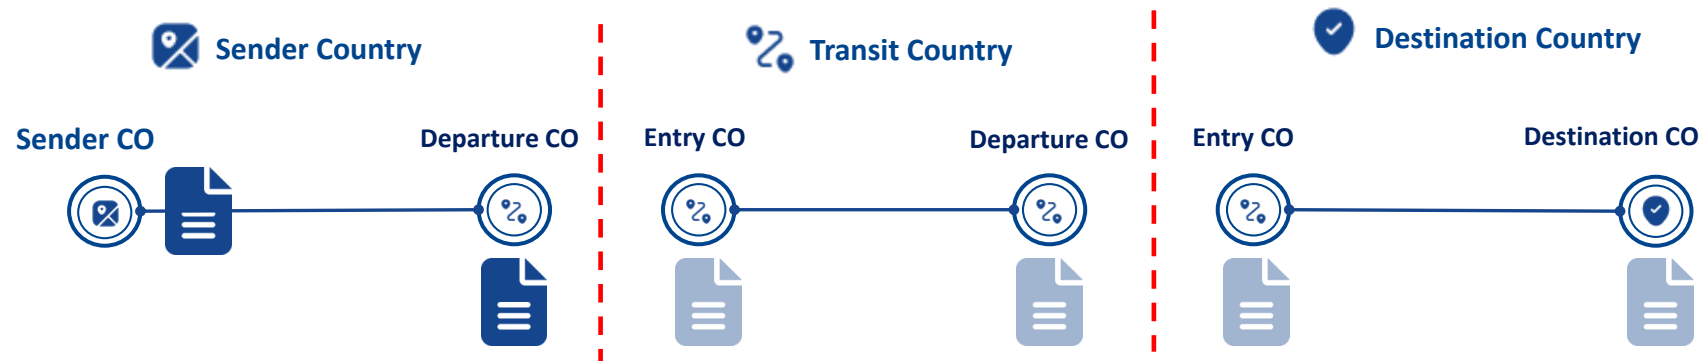 Sender Country
Transit Country
Destination Country
Sender CO
Departure CO
Entry CO
Departure CO
Entry CO
Destination CO